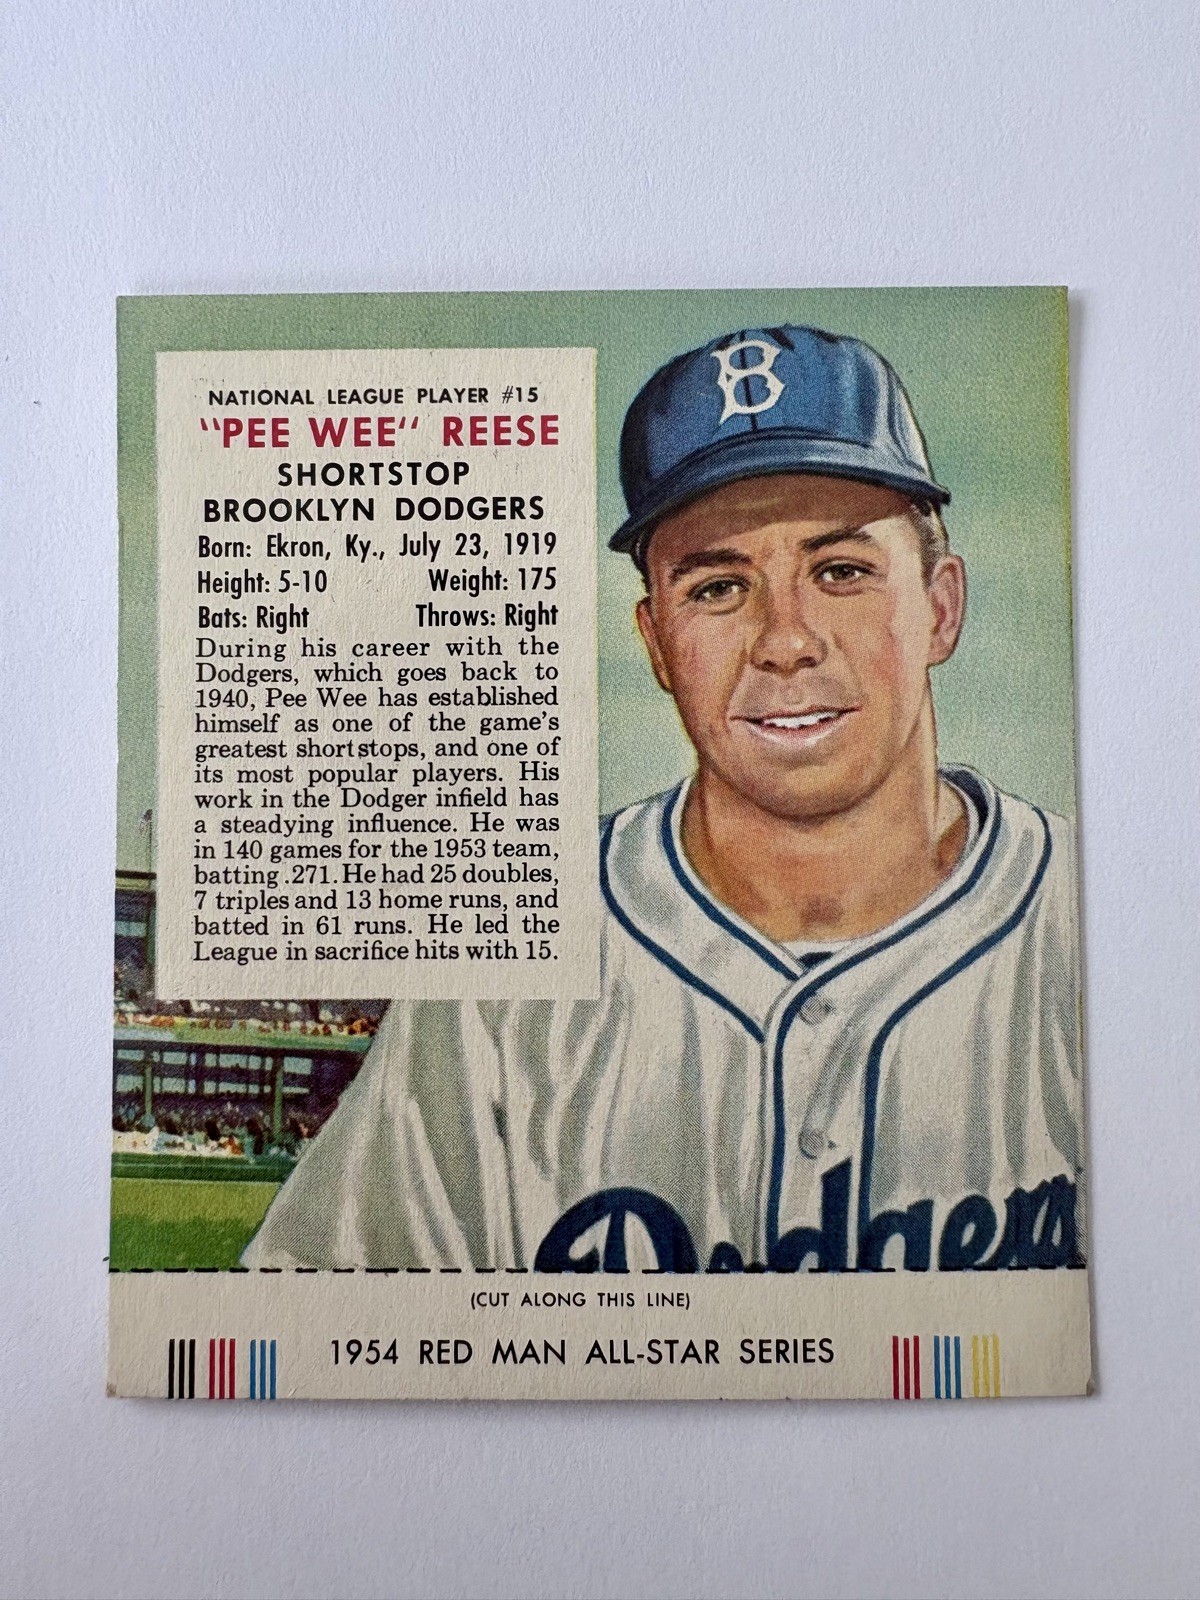 NATIONAL LEAGUE PLAYER #15
"PEE WEE" REESE
SHORTSTOP
BROOKLYN DODGERS
Born: Ekron, Ky., July 23, 1919
Height: 5-10 Weight: 175
Bats: Right Throws: Right
During his career with the
Dodgers, which goes back to
1940, Pee Wee has established
himself as one of the game's
greatest shortstops, and one of
its most popular players. His
work in the Dodger infield has
a steadying influence. He was
in 140 games for the 1953 team,
batting .271. He had 25 doubles,
7 triples and 13 home runs, and
batted in 61 runs. He led the
League in sacrifice hits with 15.
B
Dodgers
(CUT ALONG THIS LINE)
1954 RED MAN ALL-STAR SERIES